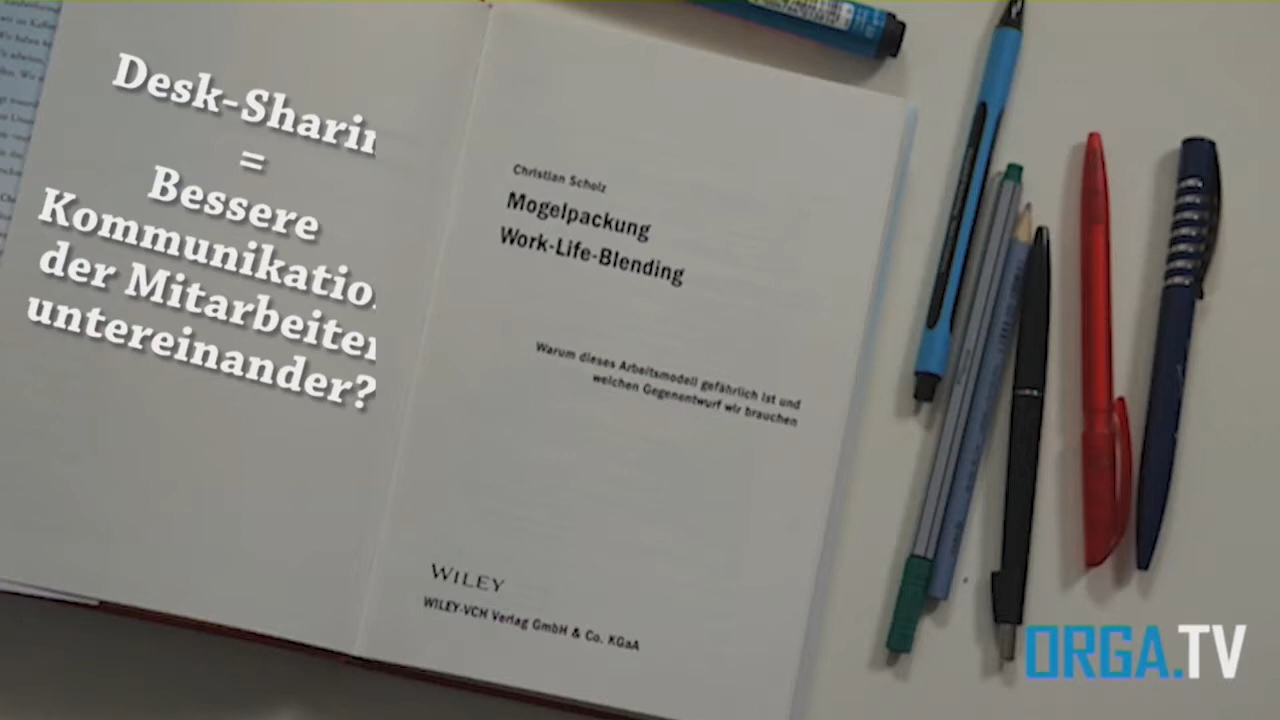 Desk-Sharin
=
Bessere
Kommunikatio
der Mitarbeiter
untereinander?
Christian Scholz
Mogelpackung
Work-Life-Blending
Warum dieses Arbeitsmodell gefährlich ist und
welchen Gegenentwurf wir brauchen
WILEY
WILEY-VCH Verlag GmbH & Co. KGaA
ORGA.TV